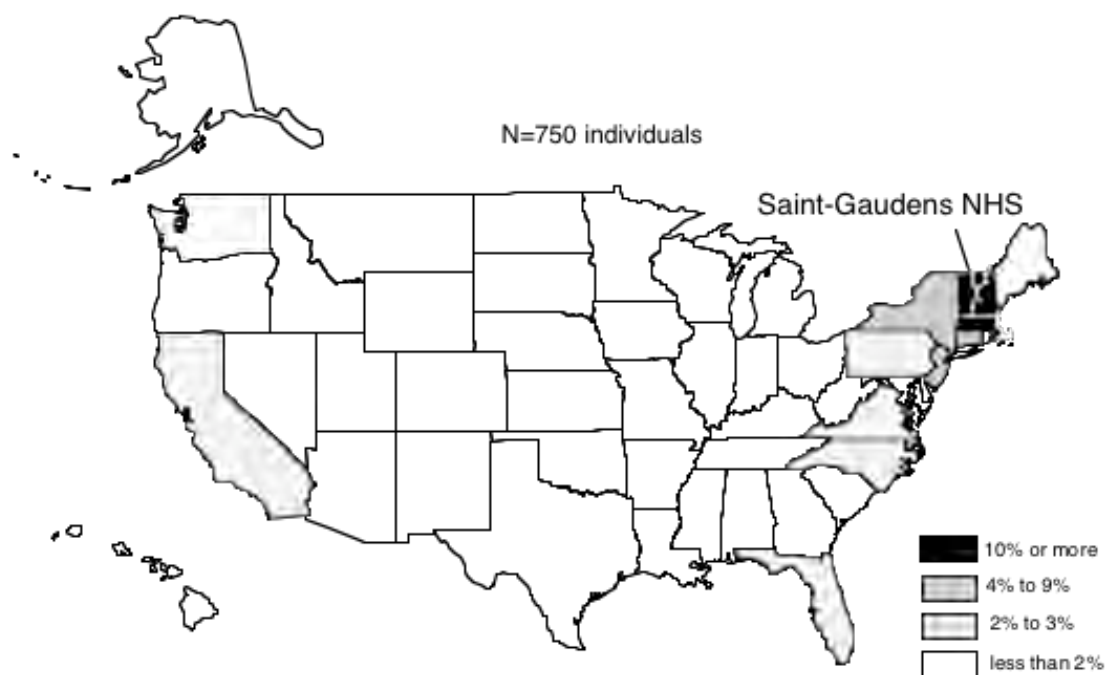 N=750 individuals
Saint-Gaudens NHS
10% or more
4% to 9%
2% to 3%
less than 2%